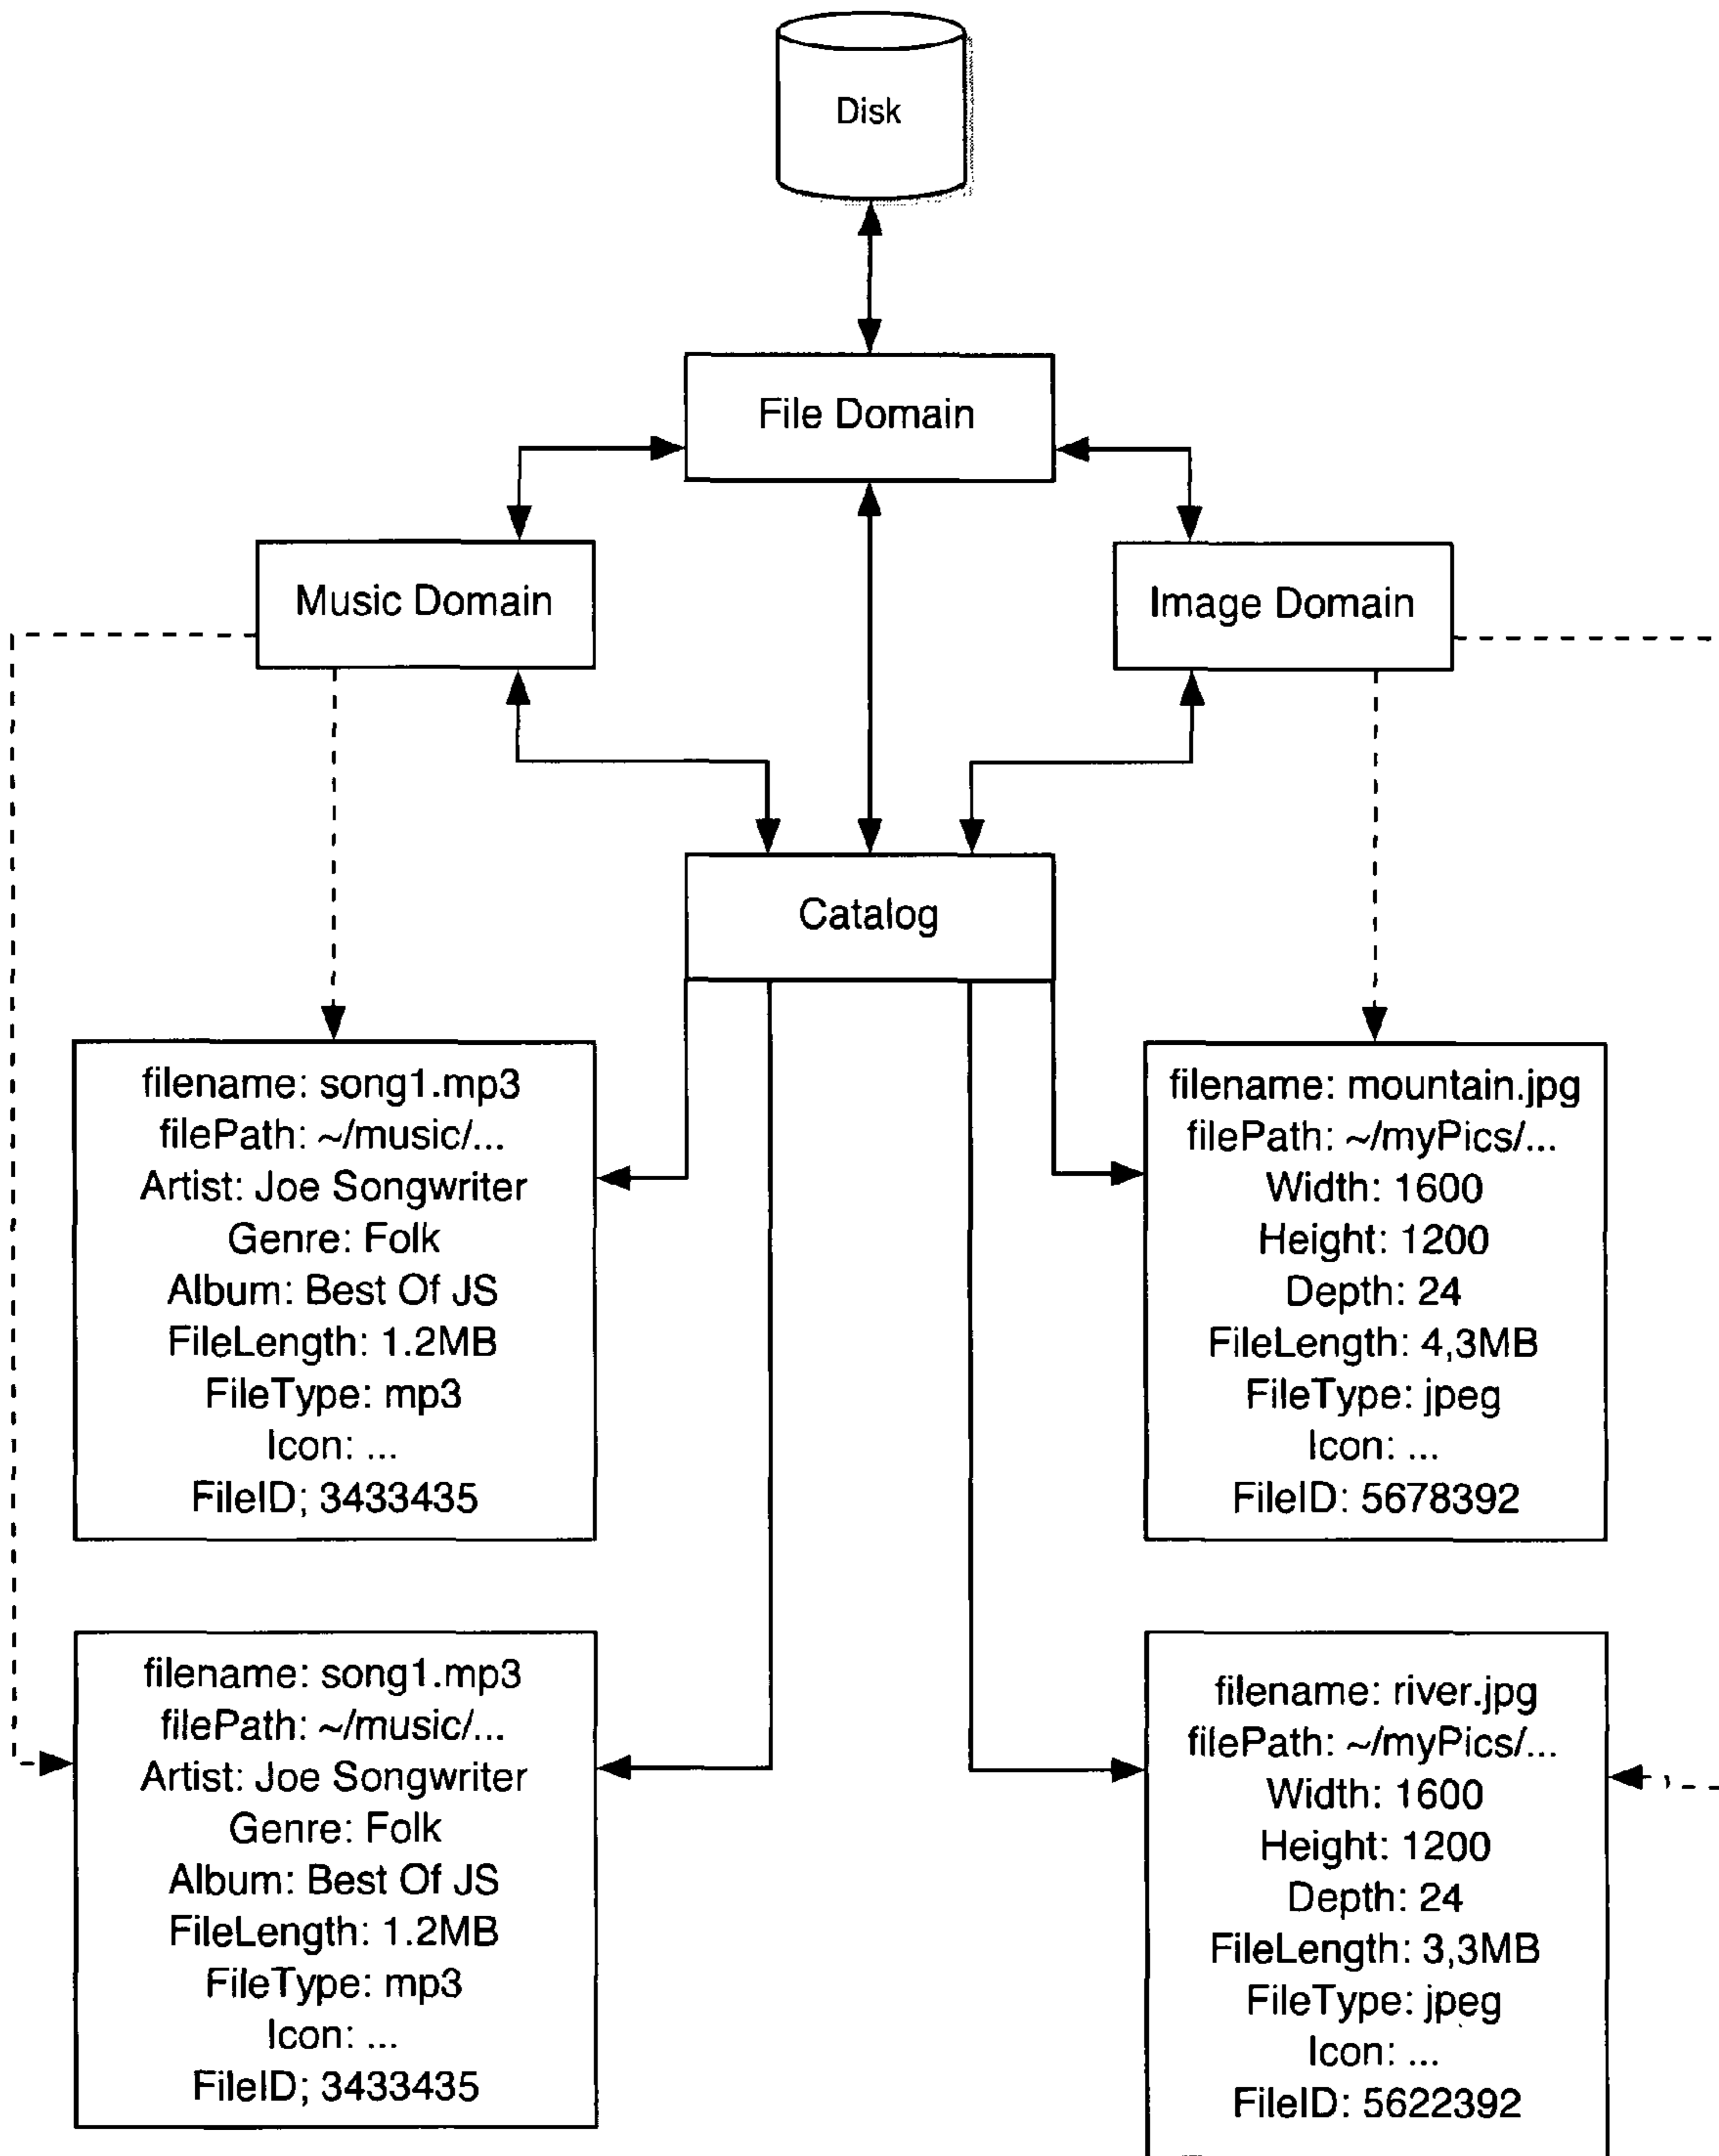 Disk
File Domain
Music Domain
Image Domain
Catalog
filename: song1.mp3
filePath: ~/music/...
Artist: Joe Songwriter
Genre: Folk
Album: Best Of JS
FileLength: 1.2MB
FileType: mp3
Icon: ...
FileID; 3433435
filename: mountain.jpg
filePath: ~/myPics/...
Width: 1600
Height: 1200
Depth: 24
FileLength: 4,3MB
FileType: jpeg
Icon: ...
FileID: 5678392
filename: song1.mp3
filePath: ~/music/...
Artist: Joe Songwriter
Genre: Folk
Album: Best Of JS
FileLength: 1.2MB
FileType: mp3
Icon: ...
FileID; 3433435
filename: river.jpg
filePath: ~/myPics/...
Width: 1600
Height: 1200
Depth: 24
FileLength: 3,3MB
FileType: jpeg
Icon: ...
FileID: 5622392